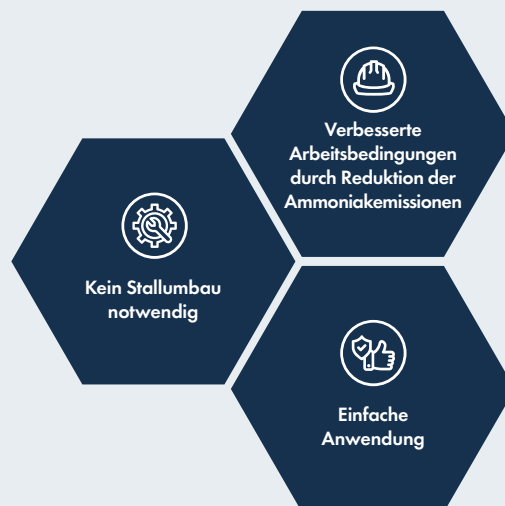 Verbesserte
Arbeitsbedingungen
durch Reduktion der
Ammoniakemissionen
Kein Stallumbau
notwendig
Einfache
Anwendung